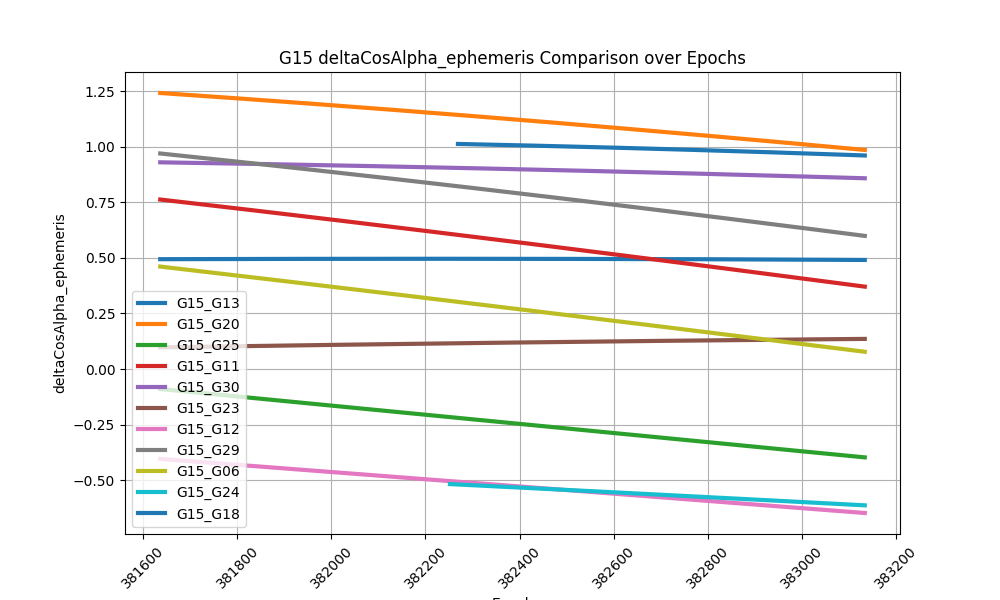 G15 deltaCosAlpha_ephemeris Comparison over Epochs
deltaCosAlpha_ephemeris
1.25
1.00
0.75
0.50
0.25
0.00
−0.25
−0.50
G15_G13
G15_G20
G15_G25
G15_G11
G15_G30
G15_G23
G15_G12
G15_G29
G15_G06
G15_G24
G15_G18
381600
381800
382000
382200
382400
382600
382800
383000
383200